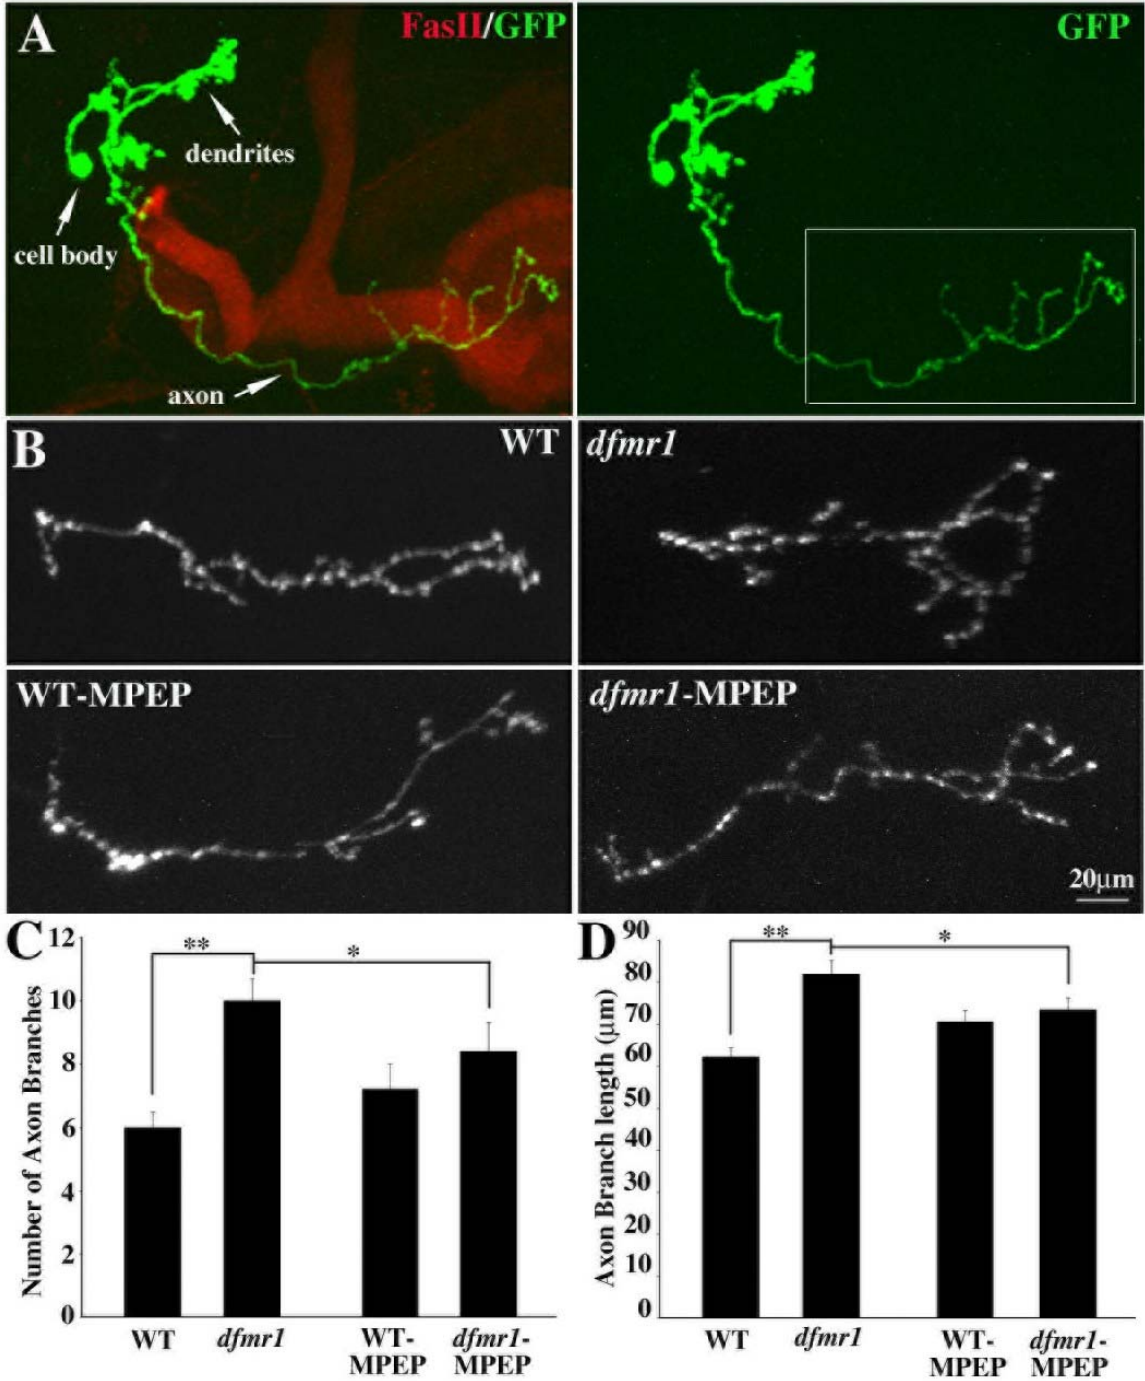 A
FasII/GFP
GFP
dendrites
cell body
axon
B
WT
dfmr1
WT-MPEP
dfmr1-MPEP
20μm
C
Number of Axon Branches
12
10
8
6
4
2
0
**
*
WT
dfmr1
WT-
MPEP
dfmr1-
MPEP
D
Axon Branch length (μm)
90
80
70
60
50
40
30
20
10
0
**
*
WT
dfmr1
WT-
MPEP
dfmr1-
MPEP